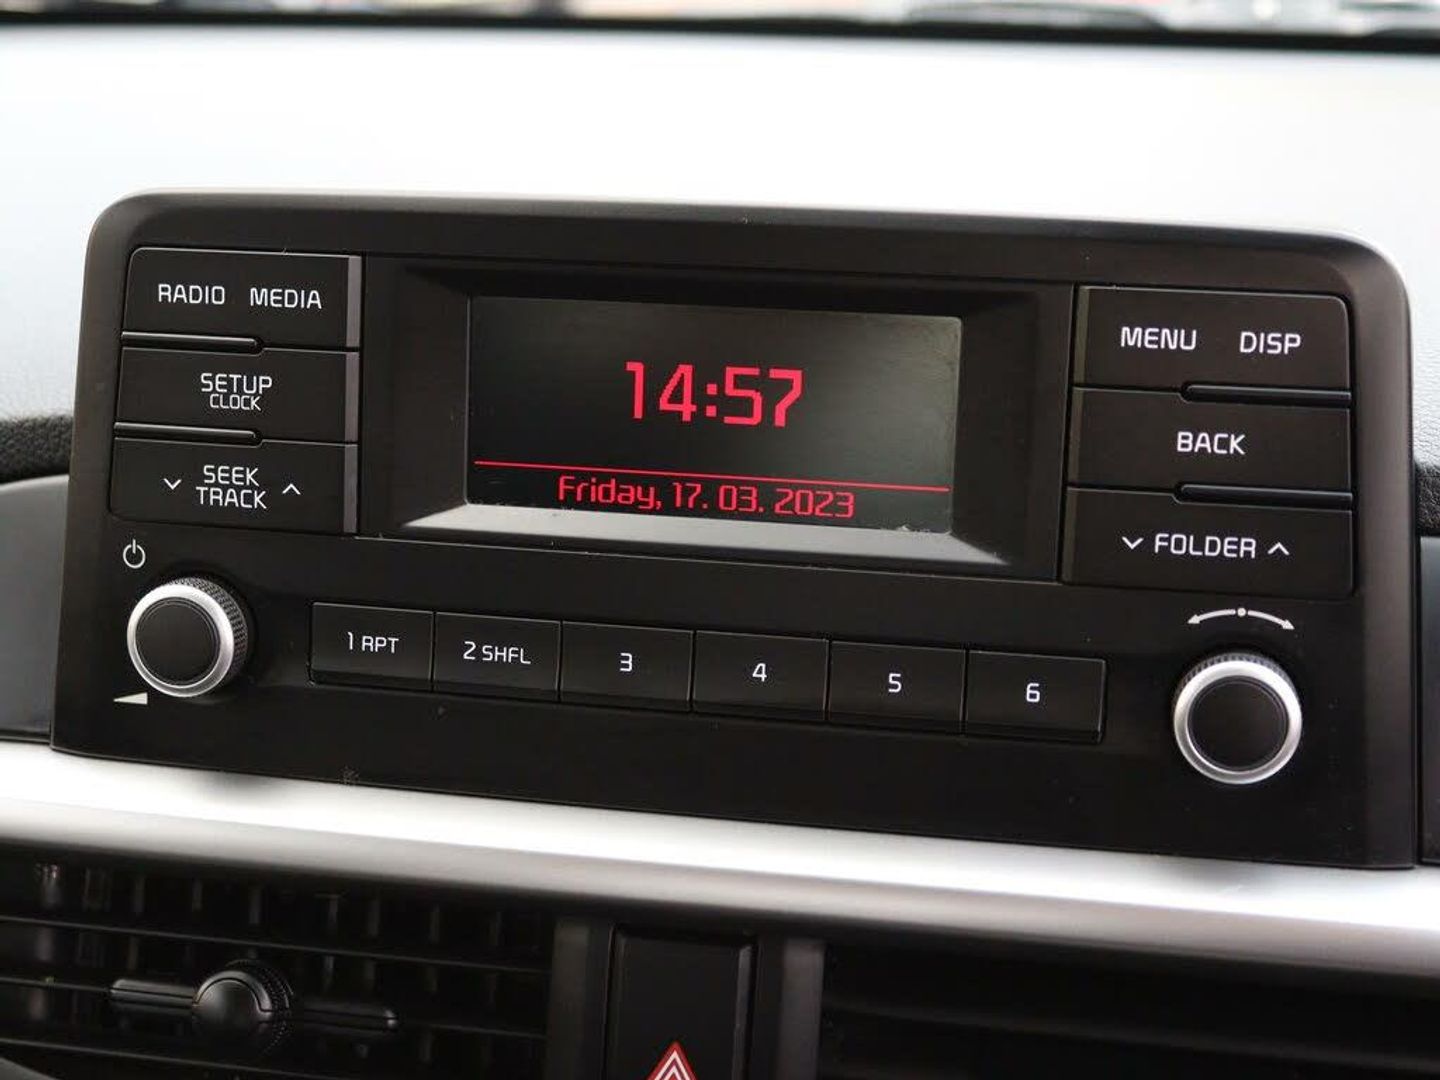 RADIO MEDIA
SETUP
CLOCK
SEEK
TRACK
14:57
Friday, 17. 03. 2023
MENU DISP
BACK
FOLDER
1 RPT
2 SHFL
3
4
5
6